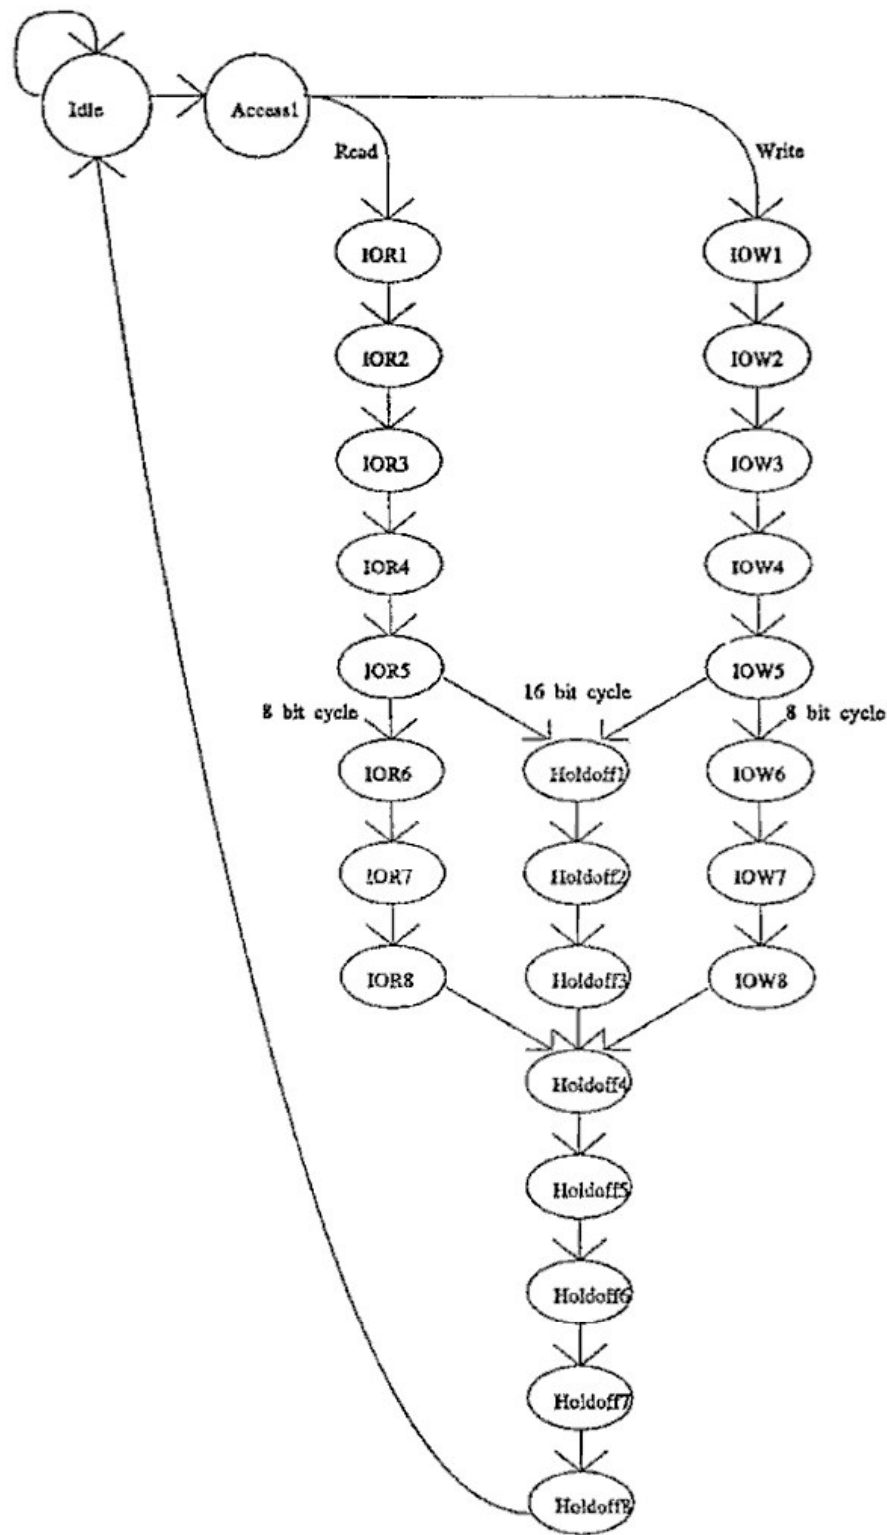 Idle
Access1
Read
Write
IOR1
IOW1
IOR2
IOW2
IOR3
IOW3
IOR4
IOW4
IOR5
16 bit cycle
IOW5
8 bit cycle
8 bit cycle
IOR6
Holdoff1
IOW6
IOR7
Holdoff2
IOW7
IOR8
Holdoff3
IOW8
Holdoff4
Holdoff5
Holdoff6
Holdoff7
Holdoff8